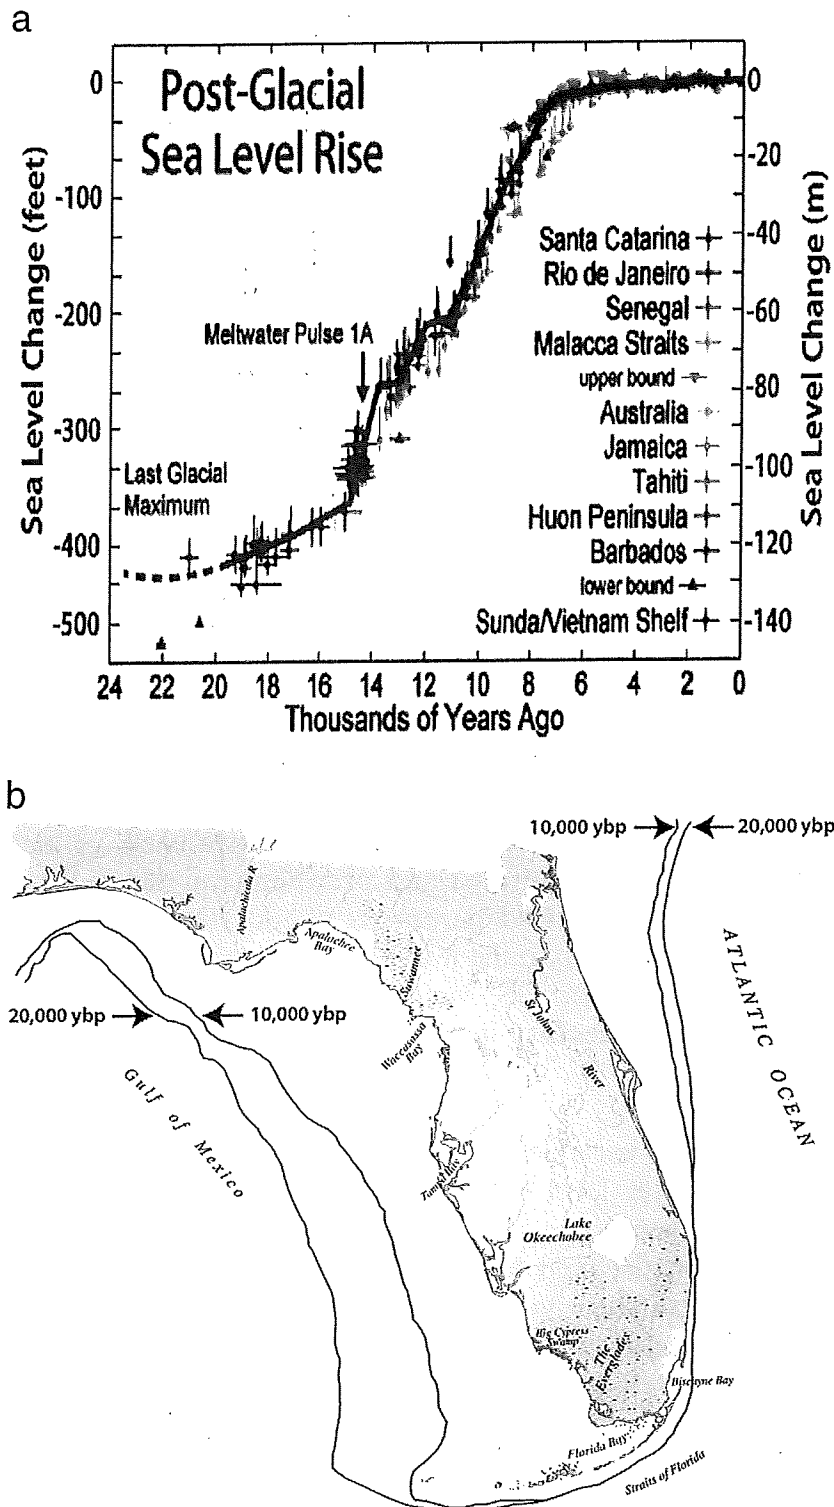 a
Post-Glacial
Sea Level Rise
Sea Level Change (feet)
0
-100
-200
-300
-400
-500
Sea Level Change (m)
0
-20
-40
-60
-80
-100
-120
-140
Meltwater Pulse 1A
Last Glacial
Maximum
Santa Catarina
Rio de Janeiro
Senegal
Malacca Straits
upper bound
Australia
Jamaica
Tahiti
Huon Peninsula
Barbados
lower bound
Sunda/Vietnam Shelf
24 22 20 18 16 14 12 10 8 6 4 2 0
Thousands of Years Ago
b
10,000 ybp
20,000 ybp
Apalachicola R
Apalachee
Bay
Suwannee
20,000 ybp
10,000 ybp
Waccasassa
Bay
St Johns
River
ATLANTIC OCEAN
Gulf of Mexico
Tampa Bay
Lake
Okeechobee
Big Cypress
Swamp
The
Everglades
Biscayne Bay
Florida Bay
Straits of Florida